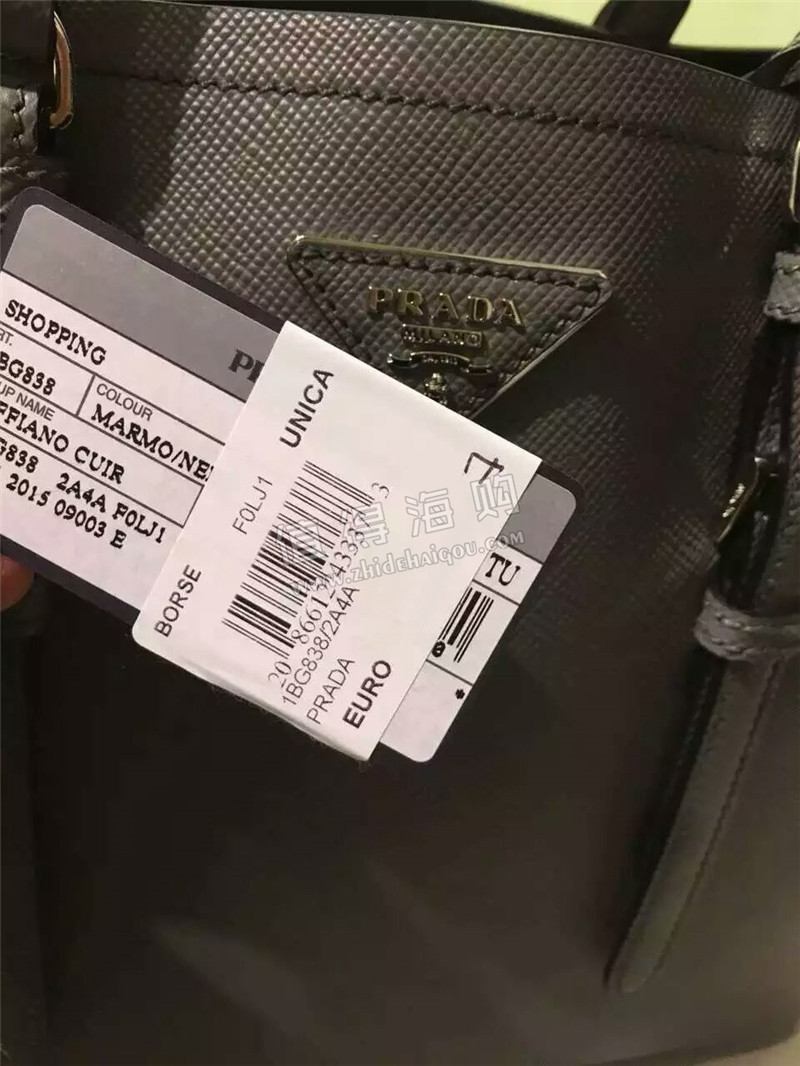 PRADA
MILANO
SHOPPING
BG838
COLOUR
MARMO/NE
UP NAME
FFIANO CUIR
G838 2A4A F0LJ1
2015 09003 E
UNICA
F0LJ1
BORSE
1BG838/2A4A
PRADA
EURO
7
TU
值得海购
www.zhidehaigou.com